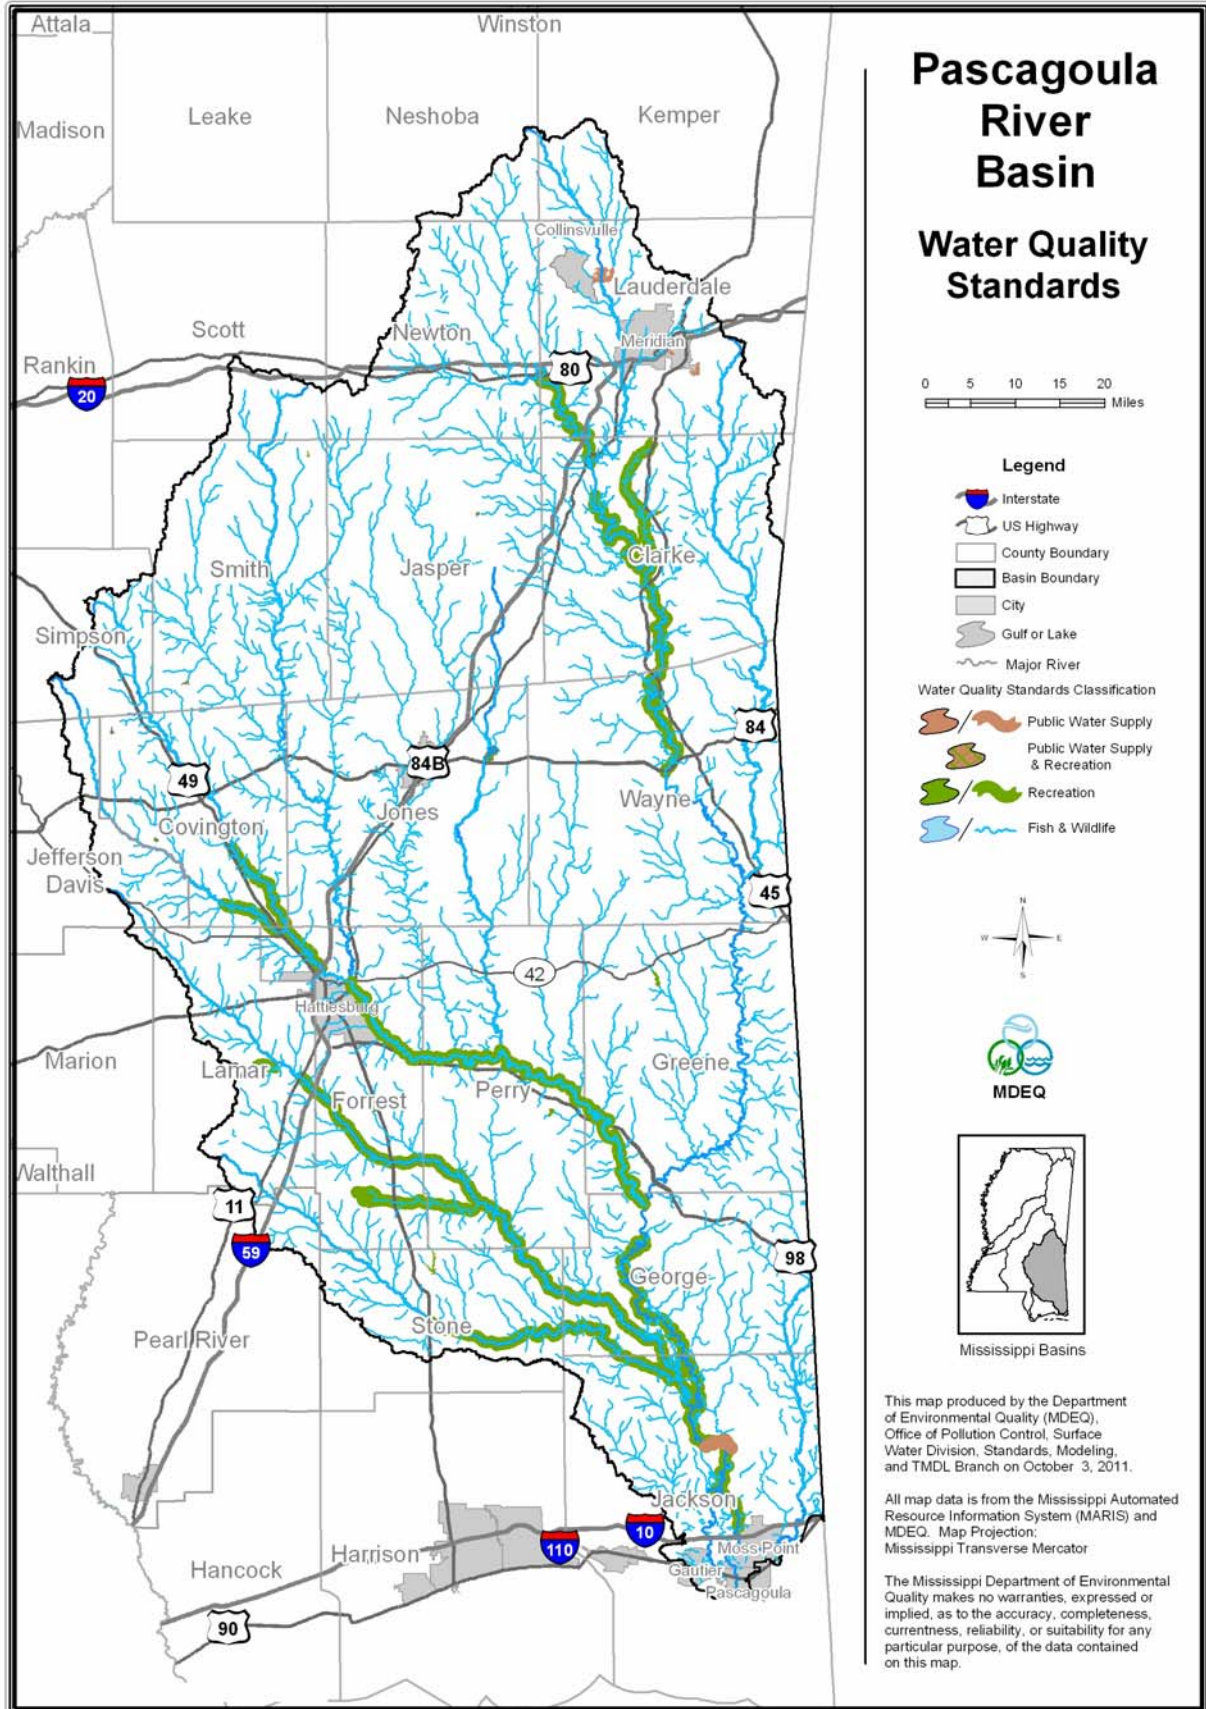 Attala
Winston
Madison
Leake
Neshoba
Kemper
Collinsvulle
Lauderdale
Scott
Newton
Meridian
Rankin
20
80
Clarke
Smith
Jasper
Simpson
84
84B
49
Wayne
Jones
Covington
Jefferson
Davis
45
42
Hattiesburg
Marion
Lamar
Greene
Perry
Forrest
Walthall
11
59
98
George
Stone
Pearl River
Jackson
10
110
Moss Point
Harrison
Hancock
Gautier
Pascagoula
90
Pascagoula
River
Basin
Water Quality
Standards
0 5 10 15 20
Miles
Legend
Interstate
US Highway
County Boundary
Basin Boundary
City
Gulf or Lake
Major River
Water Quality Standards Classification
Public Water Supply
Public Water Supply
& Recreation
Recreation
Fish & Wildlife
N
W E
S
MDEQ
Mississippi Basins
This map produced by the Department
of Environmental Quality (MDEQ),
Office of Pollution Control, Surface
Water Division, Standards, Modeling,
and TMDL Branch on October 3, 2011.
All map data is from the Mississippi Automated
Resource Information System (MARIS) and
MDEQ. Map Projection:
Mississippi Transverse Mercator
The Mississippi Department of Environmental
Quality makes no warranties, expressed or
implied, as to the accuracy, completeness,
currentness, reliability, or suitability for any
particular purpose, of the data contained
on this map.